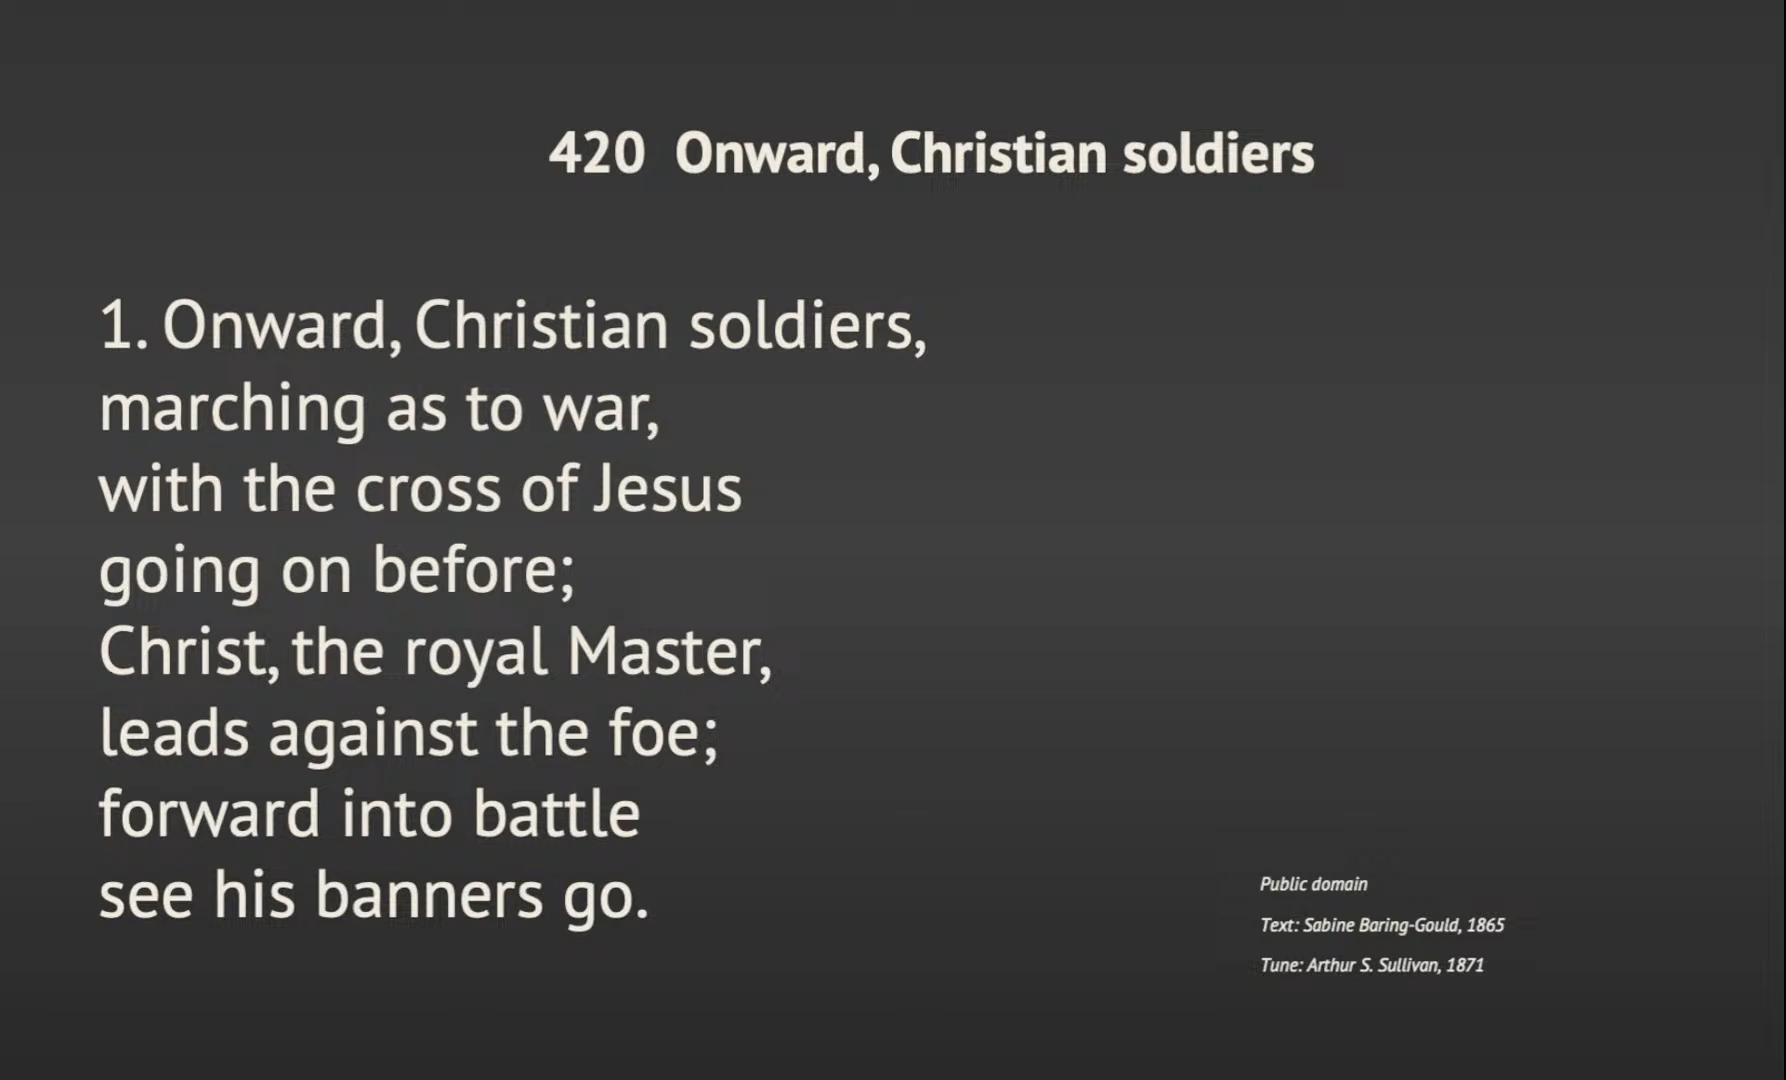 420 Onward, Christian soldiers
1. Onward, Christian soldiers,
marching as to war,
with the cross of Jesus
going on before;
Christ, the royal Master,
leads against the foe;
forward into battle
see his banners go.
Public domain
Text: Sabine Baring-Gould, 1865
Tune: Arthur S. Sullivan, 1871